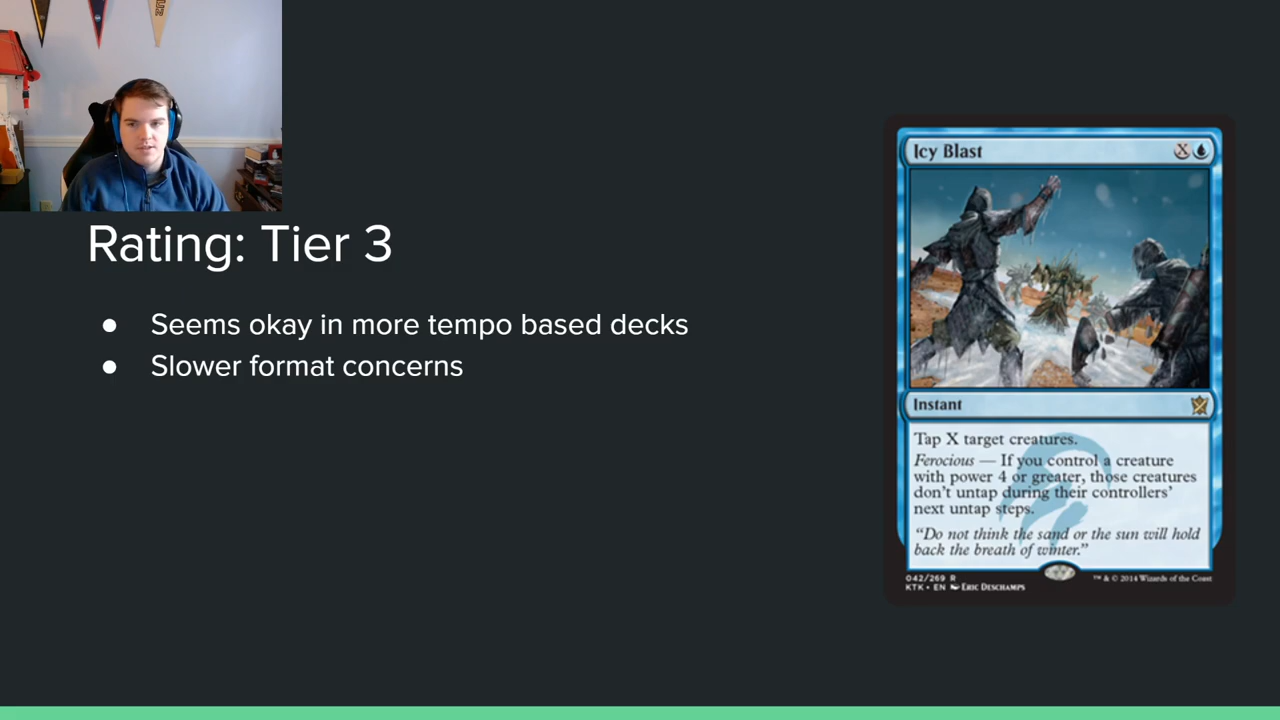 Rating: Tier 3
● Seems okay in more tempo based decks
● Slower format concerns
Icy Blast X
Instant
Tap X target creatures.
Ferocious — If you control a creature
with power 4 or greater, those creatures
don't untap during their controllers'
next untap steps.
"Do not think the sand or the sun will hold
back the breath of winter."
042/269 R
KTK • EN Eric Deschamps
™ & © 2014 Wizards of the Coast